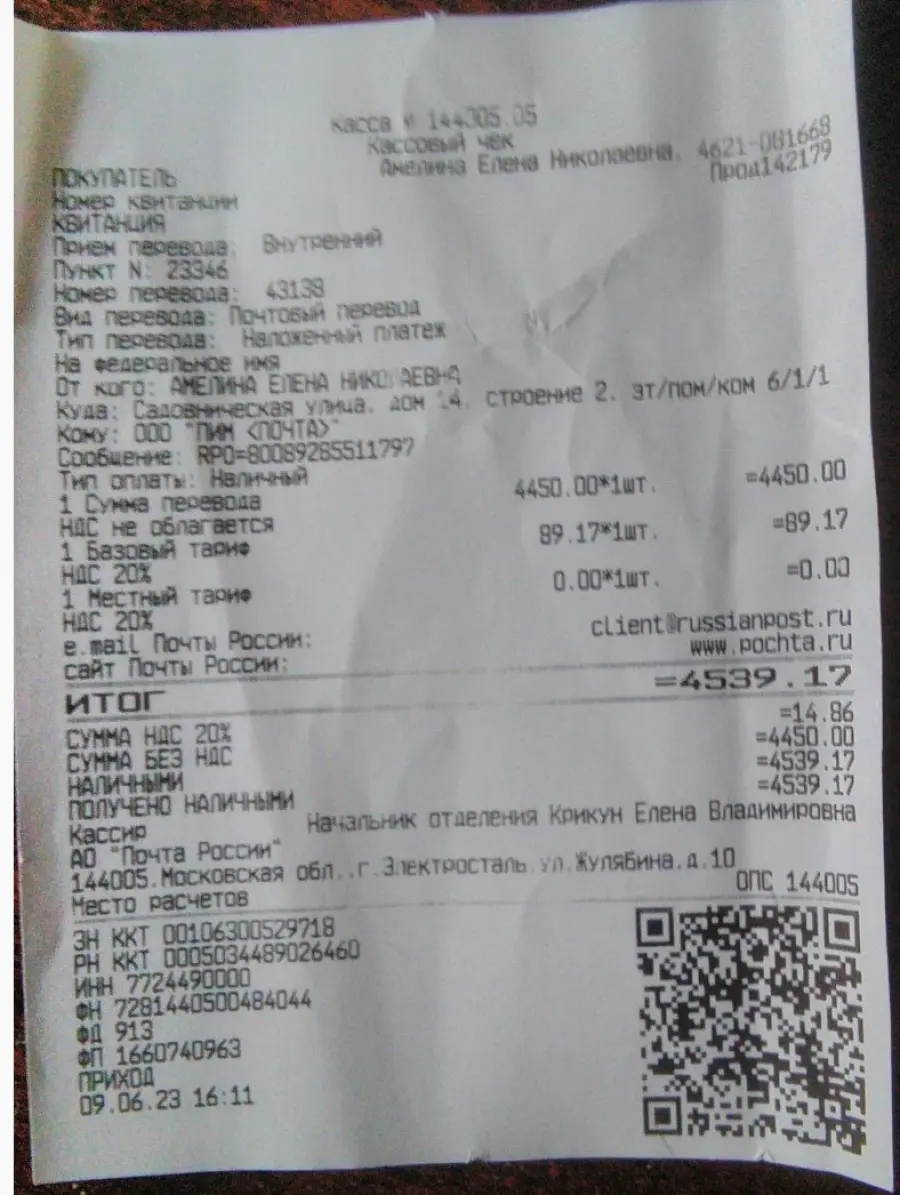 Касса № 144005.05
Кассовый чек
ПОКУПАТЕЛЬ Амелина Елена Николаевна, 4621-081668
Номер квитанции Прод142179
КВИТАНЦИЯ
Прием перевода: Внутренний
Пункт N: 23346
Номер перевода: 43138
Вид перевода: Почтовый перевод
Тип перевода: Наложенный платеж
На федеральное имя
От кого: АМЕЛИНА ЕЛЕНА НИКОЛАЕВНА
Куда: Садовническая улица, дом 14, строение 2, эт/пом/ком 6/1/1
Кому: ООО "ПИМ <ПОЧТА>"
Сообщение: RPO=80089285511797
Тип оплаты: Наличный
1 Сумма перевода 4450.00*1шт. =4450.00
НДС не облагается
1 Базовый тариф 89.17*1шт. =89.17
НДС 20%
1 Местный тариф 0.00*1шт. =0.00
НДС 20%
e.mail Почты России: client@russianpost.ru
сайт Почты России: www.pochta.ru
ИТОГ =4539.17
СУММА НДС 20% =14.86
СУММА БЕЗ НДС =4450.00
НАЛИЧНЫМИ =4539.17
ПОЛУЧЕНО НАЛИЧНЫМИ =4539.17
Кассир Начальник отделения Крикун Елена Владимировна
АО "Почта России"
144005,Московская обл.,г.Электросталь,ул.Жулябина,д.10
Место расчетов ОПС 144005
ЗН ККТ 00106300529718
РН ККТ 0005034489026460
ИНН 7724490000
ФН 7281440500484044
ФД 913
ФП 1660740963
ПРИХОД
09.06.23 16:11